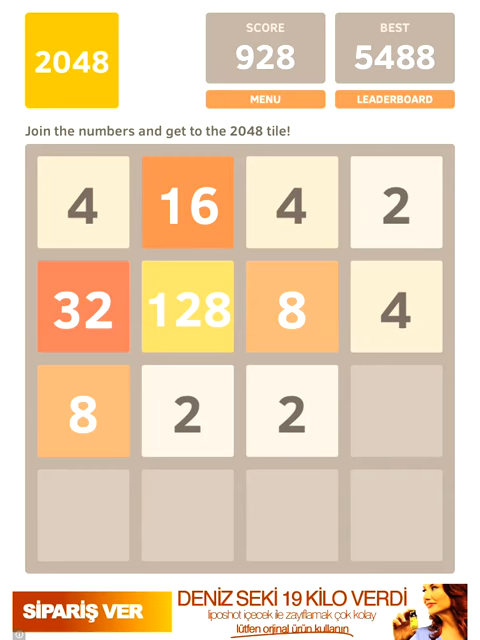 2048
SCORE
928
BEST
5488
MENU
LEADERBOARD
Join the numbers and get to the 2048 tile!
4 16 4 2
32 128 8 4
8 2 2
SİPARİŞ VER
DENİZ SEKİ 19 KİLO VERDİ
liposhot içecek ile zayıflamak çok kolay
lütfen orjinal ürün kullanın